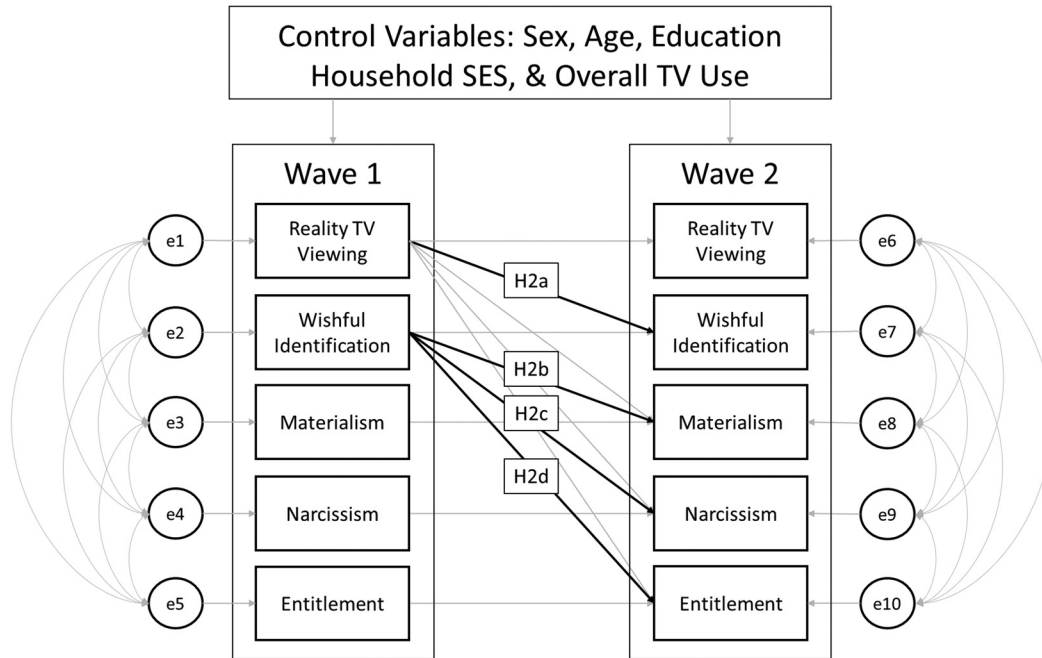 Control Variables: Sex, Age, Education
Household SES, & Overall TV Use
Wave 1
Wave 2
e1
Reality TV
Viewing
Reality TV
Viewing
e6
H2a
e2
Wishful
Identification
Wishful
Identification
e7
H2b
H2c
e3
Materialism
Materialism
e8
H2d
e4
Narcissism
Narcissism
e9
e5
Entitlement
Entitlement
e10